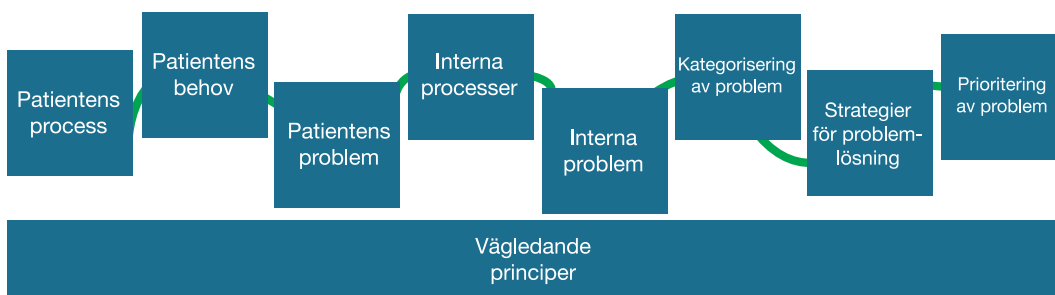 Patientens
process
Patientens
behov
Patientens
problem
Interna
processer
Interna
problem
Kategorisering
av problem
Strategier
för problem-
lösning
Prioritering
av problem
Vägledande
principer